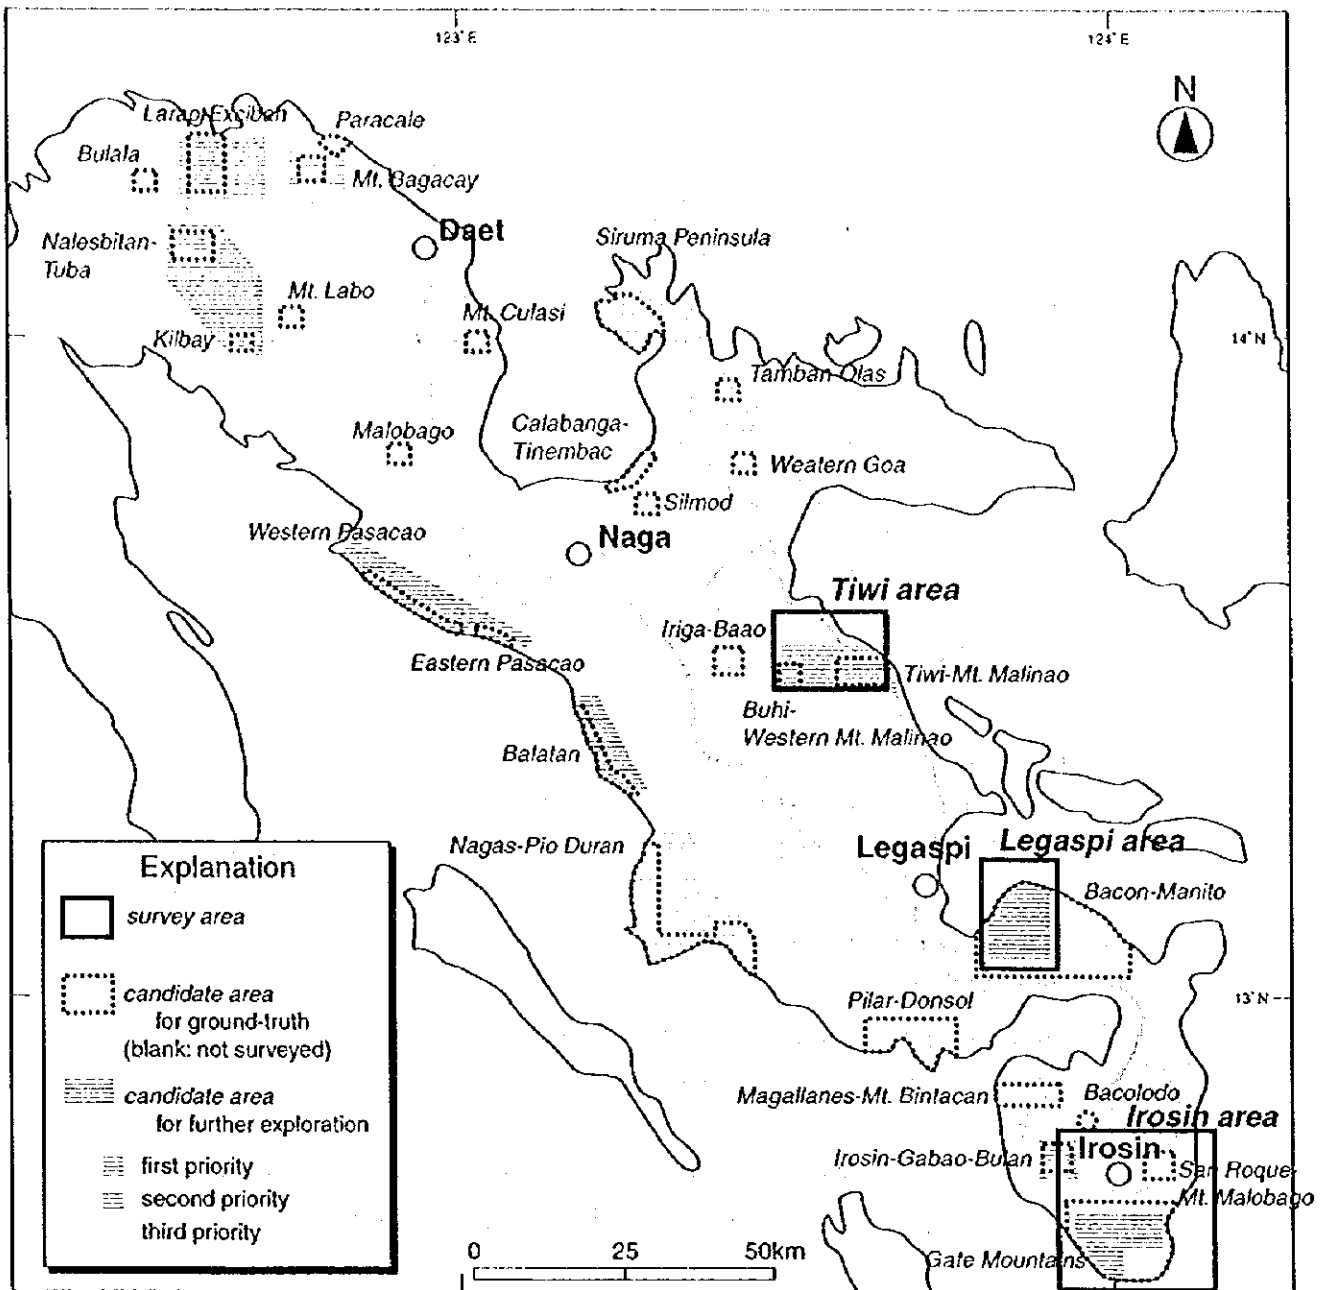 123°E
124°E
N
Larap-Exciban
Paracale
Bulala
Mt. Bagacay
Nalesbitan-
Tuba
Daet
Siruma Peninsula
Mt. Labo
Mt. Culasi
Kilbay
14°N
Tamban-Olas
Malobago
Calabanga-
Tinembac
Weatern Goa
Silmod
Western Pasacao
Naga
Tiwi area
Iriga-Baao
Eastern Pasacao
Tiwi-Mt. Malinao
Buhi-
Western Mt. Malinao
Balatan
Nagas-Pio Duran
Legaspi
Legaspi area
Bacon-Manito
Pilar-Donsol
13°N
Magallanes-Mt. Bintacan
Bacolodo
Irosin area
Irosin-Gabao-Bulan
Irosin
San Roque-
Mt. Malobago
Gate Mountains
Explanation
survey area
candidate area
for ground-truth
(blank: not surveyed)
candidate area
for further exploration
first priority
second priority
third priority
0 25 50km